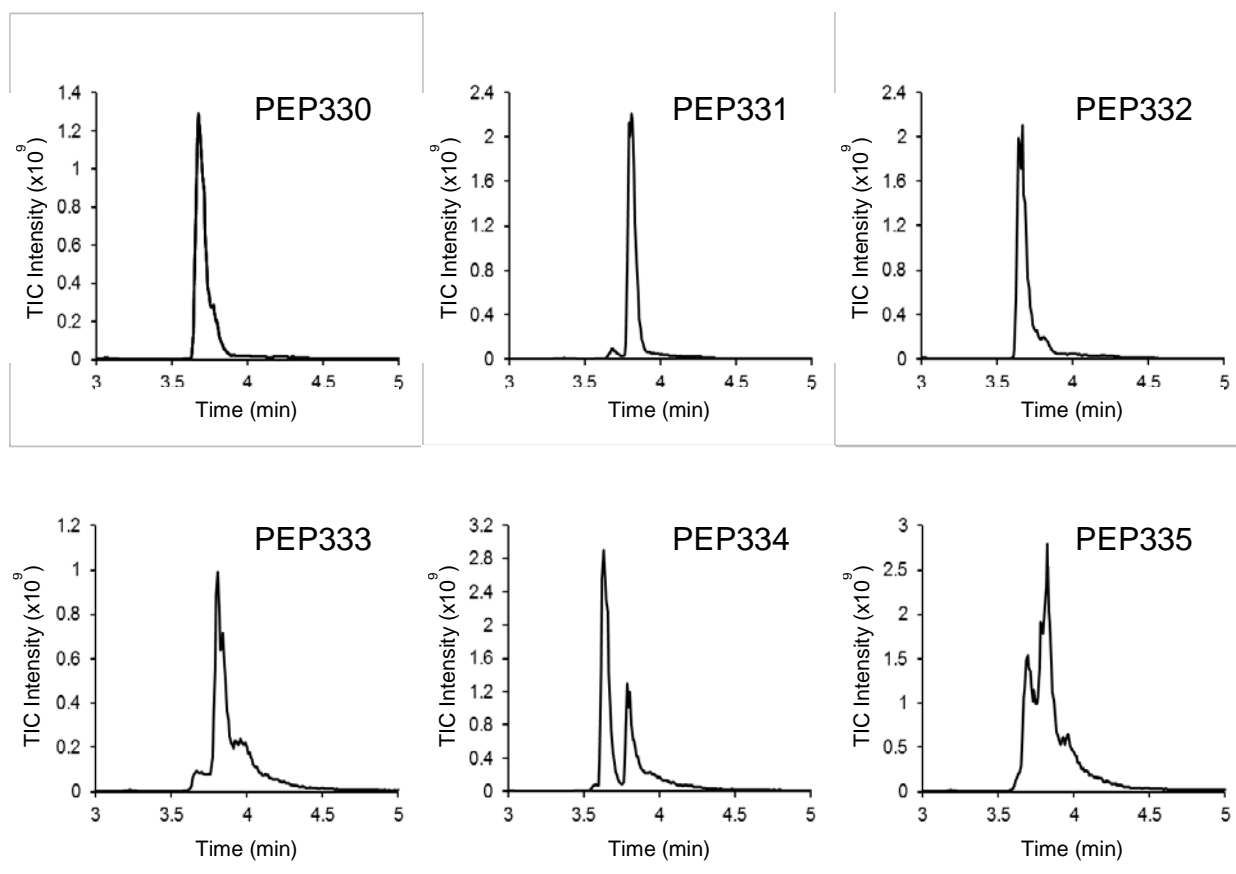 PEP330
TIC Intensity (x10⁹)
1.4
1.2
1
0.8
0.6
0.4
0.2
0
3 3.5 4 4.5 5
Time (min)
PEP331
TIC Intensity (x10⁹)
2.4
2
1.6
1.2
0.8
0.4
0
3 3.5 4 4.5 5
Time (min)
PEP332
TIC Intensity (x10⁹)
2.4
2
1.6
1.2
0.8
0.4
0
3 3.5 4 4.5 5
Time (min)
PEP333
TIC Intensity (x10⁹)
1.2
1
0.8
0.6
0.4
0.2
0
3 3.5 4 4.5 5
Time (min)
PEP334
TIC Intensity (x10⁹)
3.2
2.8
2.4
2
1.6
1.2
0.8
0.4
0
3 3.5 4 4.5 5
Time (min)
PEP335
TIC Intensity (x10⁹)
3
2.5
2
1.5
1
0.5
0
3 3.5 4 4.5 5
Time (min)